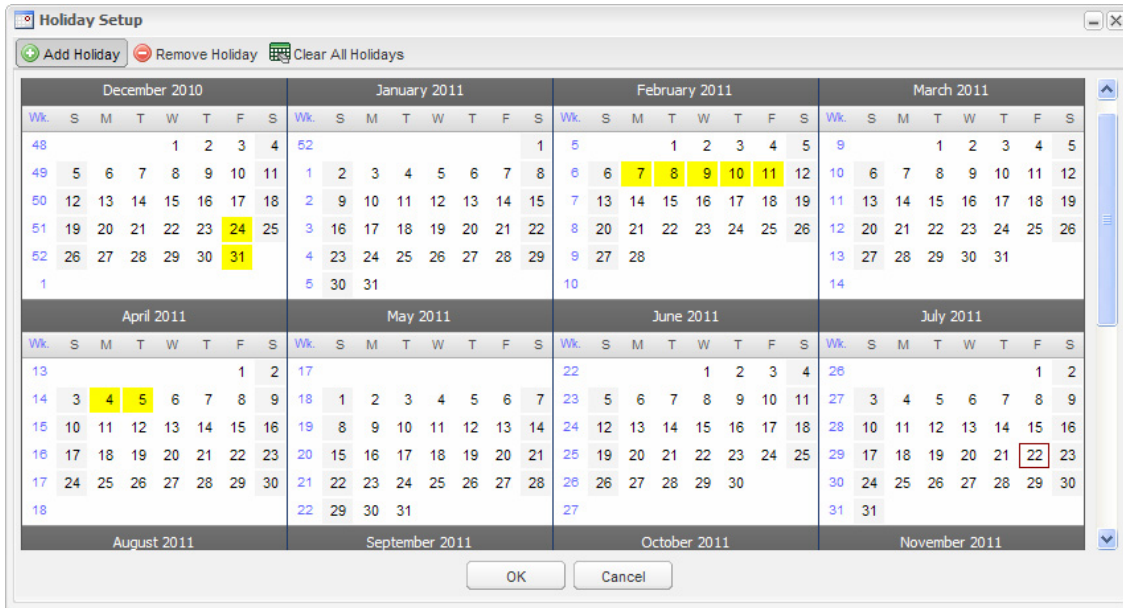 Holiday Setup
Add Holiday Remove Holiday Clear All Holidays
December 2010 January 2011 February 2011 March 2011
Wk. S M T W T F S Wk. S M T W T F S Wk. S M T W T F S Wk. S M T W T F S
48 1 2 3 4 52 1 5 1 2 3 4 5 9 1 2 3 4 5
49 5 6 7 8 9 10 11 1 2 3 4 5 6 7 8 6 6 7 8 9 10 11 12 10 6 7 8 9 10 11 12
50 12 13 14 15 16 17 18 2 9 10 11 12 13 14 15 7 13 14 15 16 17 18 19 11 13 14 15 16 17 18 19
51 19 20 21 22 23 24 25 3 16 17 18 19 20 21 22 8 20 21 22 23 24 25 26 12 20 21 22 23 24 25 26
52 26 27 28 29 30 31 4 23 24 25 26 27 28 29 9 27 28 13 27 28 29 30 31
1 5 30 31 10 14
April 2011 May 2011 June 2011 July 2011
Wk. S M T W T F S Wk. S M T W T F S Wk. S M T W T F S Wk. S M T W T F S
13 1 2 17 22 1 2 3 4 26 1 2
14 3 4 5 6 7 8 9 18 1 2 3 4 5 6 7 23 5 6 7 8 9 10 11 27 3 4 5 6 7 8 9
15 10 11 12 13 14 15 16 19 8 9 10 11 12 13 14 24 12 13 14 15 16 17 18 28 10 11 12 13 14 15 16
16 17 18 19 20 21 22 23 20 15 16 17 18 19 20 21 25 19 20 21 22 23 24 25 29 17 18 19 20 21 22 23
17 24 25 26 27 28 29 30 21 22 23 24 25 26 27 28 26 26 27 28 29 30 30 24 25 26 27 28 29 30
18 22 29 30 31 27 31 31
August 2011 September 2011 October 2011 November 2011
OK Cancel